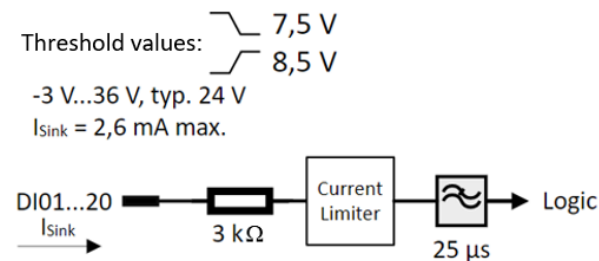 7,5 V
Threshold values:
8,5 V
-3 V...36 V, typ. 24 V
ISink = 2,6 mA max.
DI01...20
ISink
3 kΩ
Current
Limiter
25 µs
Logic